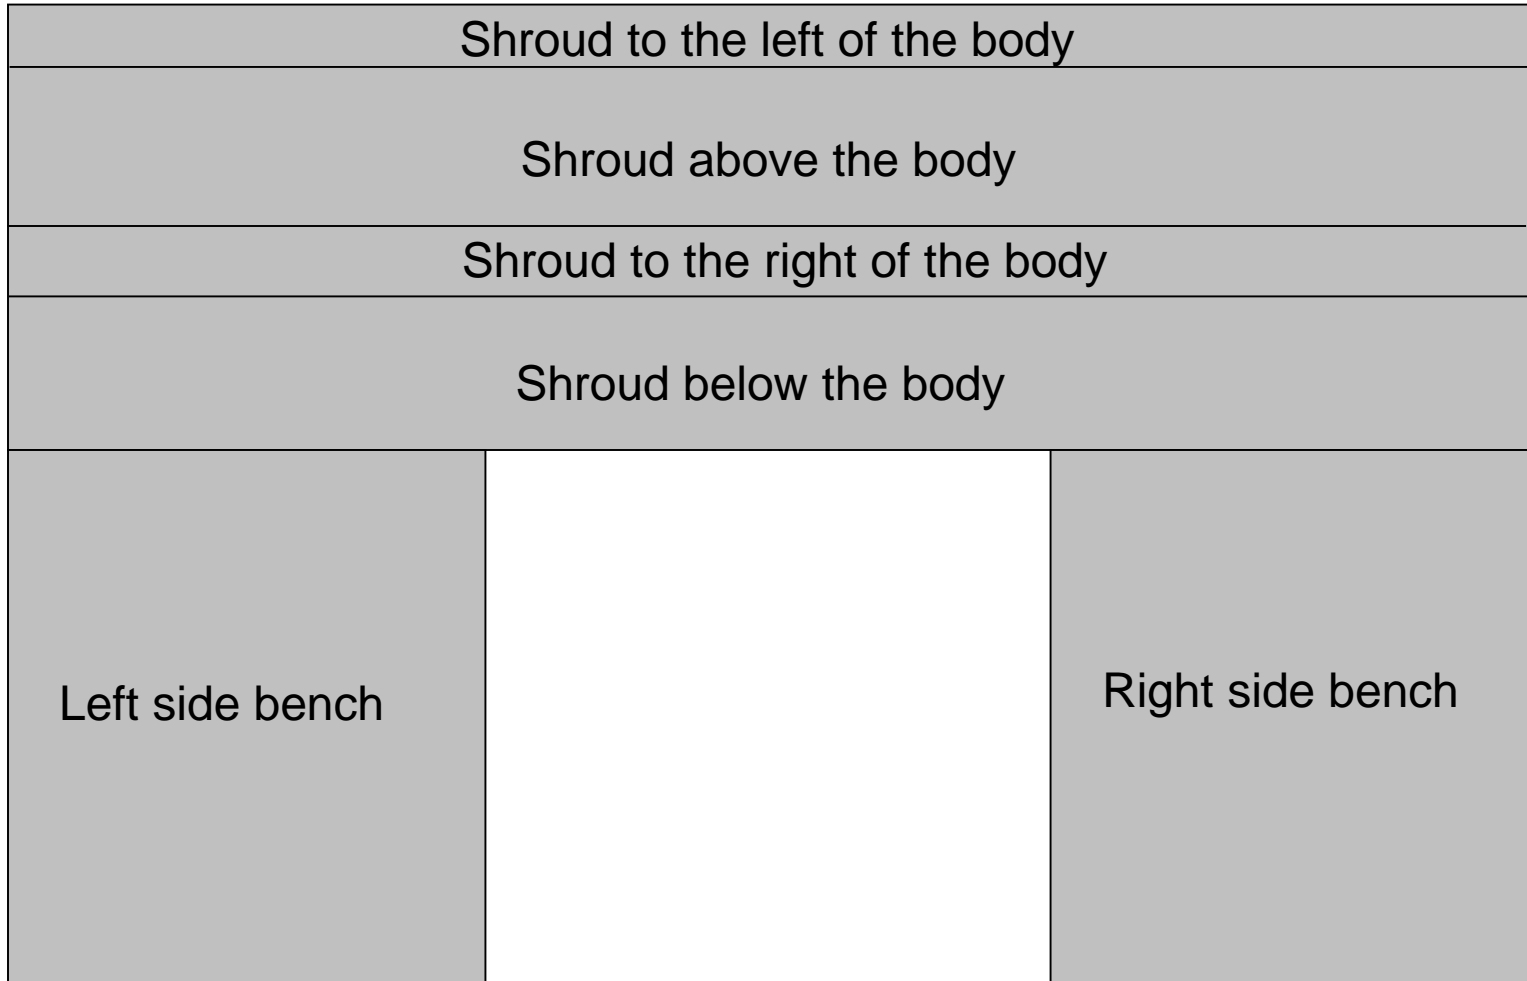 Shroud to the left of the body
Shroud above the body
Shroud to the right of the body
Shroud below the body
Left side bench
Right side bench